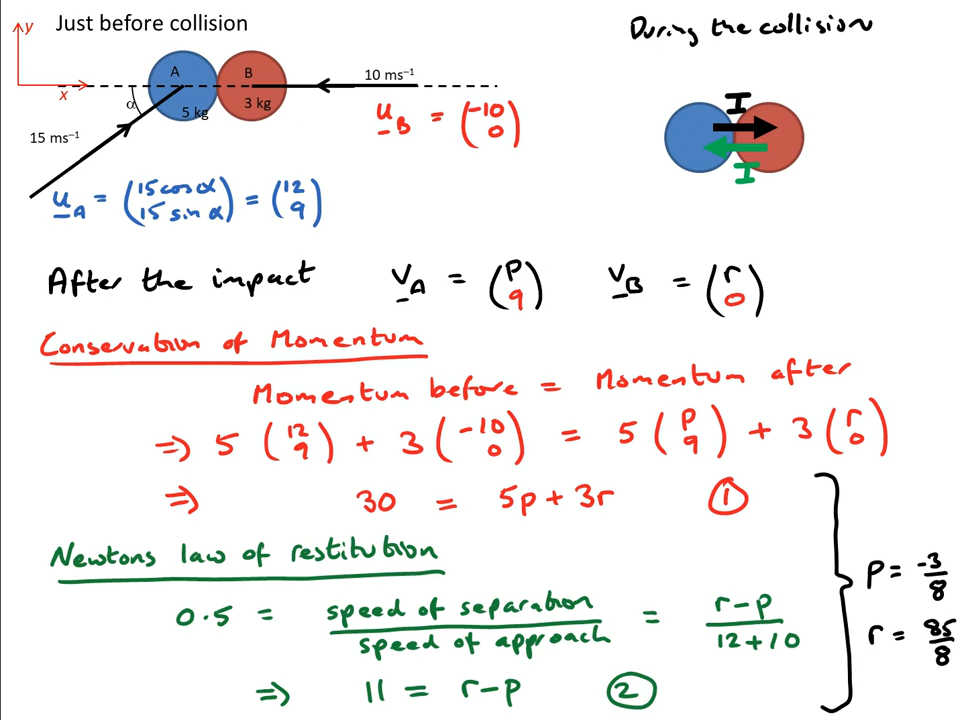 Just before collision
During the collision
y
x
A
B
α
5 kg
3 kg
10 ms⁻¹
15 ms⁻¹
I
I
u_B = (-10 0)
u_A = (15 cos α 15 sin α) = (12 9)
After the impact v_A = (p 9) v_B = (r 0)
Conservation of Momentum
Momentum before = Momentum after
⇒ 5 (12 9) + 3 (-10 0) = 5 (p 9) + 3 (r 0)
⇒ 30 = 5p + 3r ①
Newtons law of restitution
0.5 = speed of separation / speed of approach = r-p / 12+10
⇒ 11 = r-p ②
p = -3/8
r = 85/8